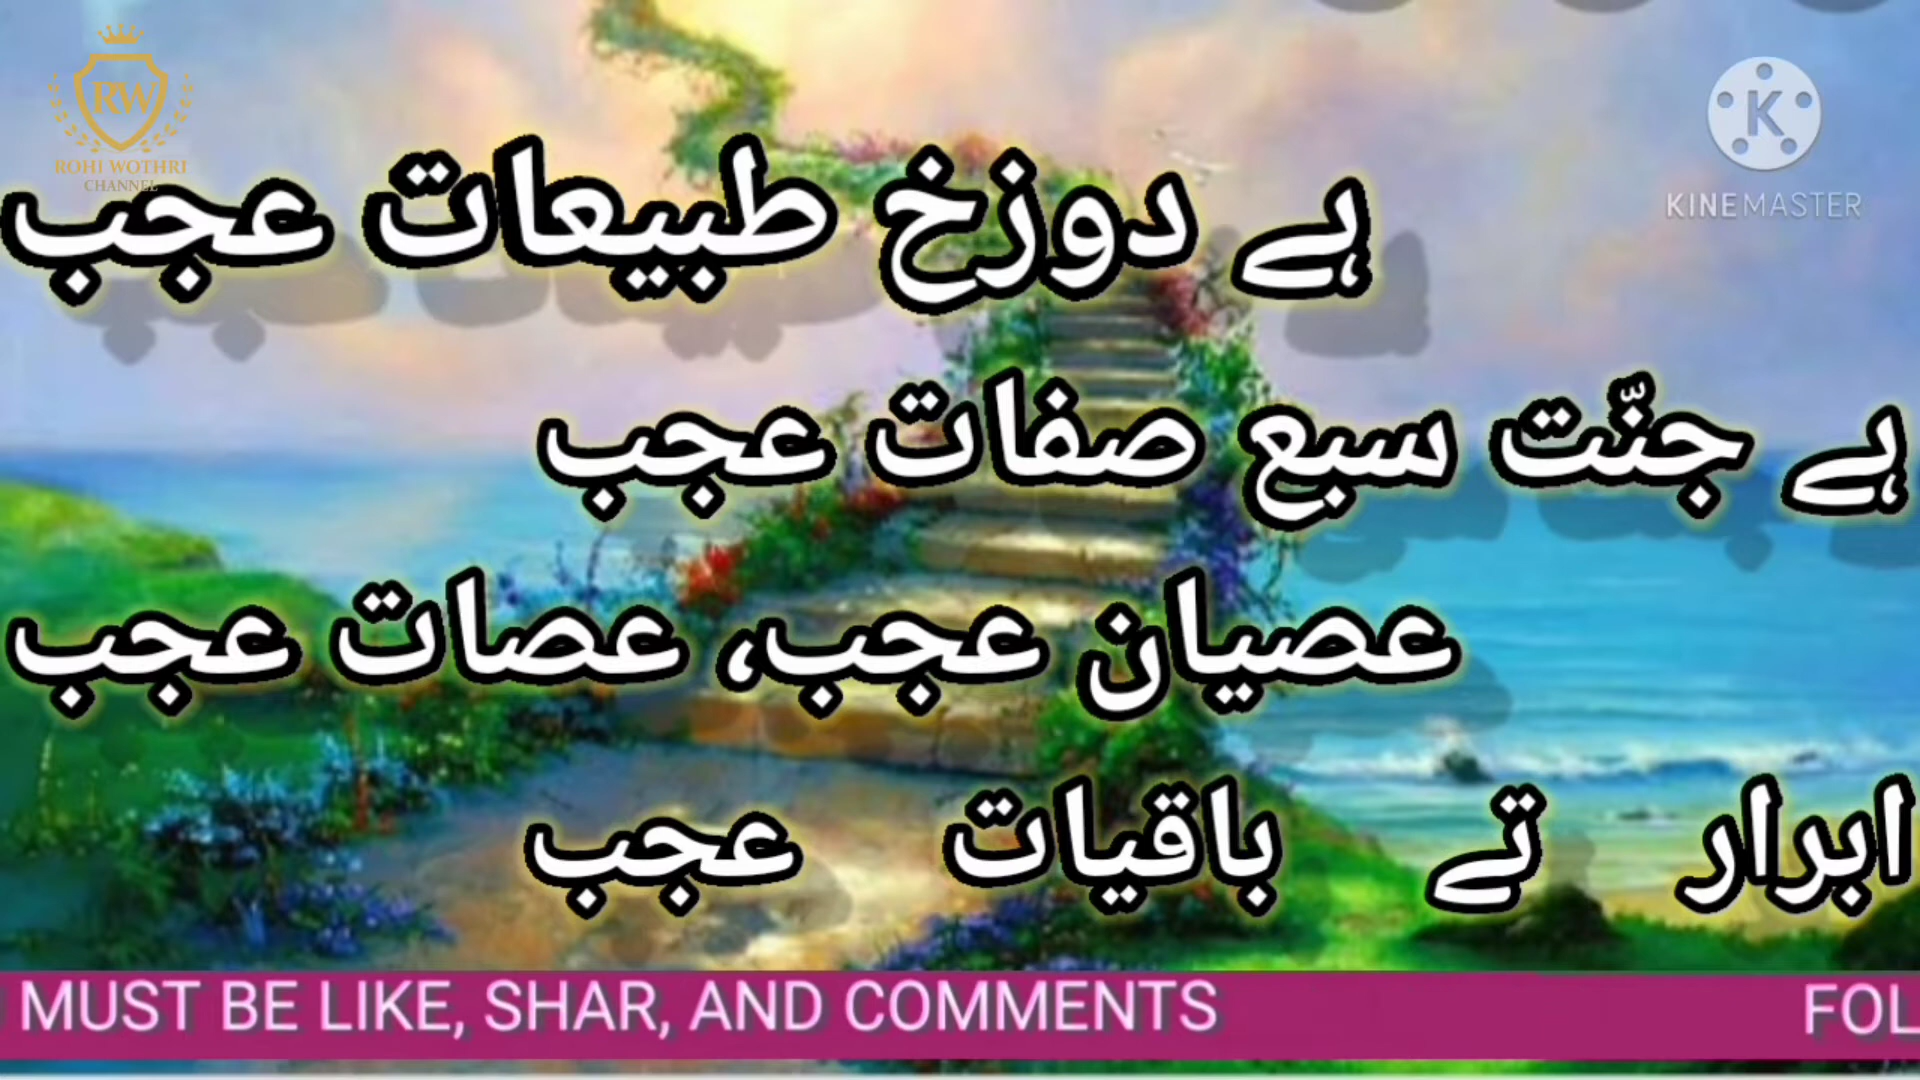 RW
ROHI WOTHRI
CHANNEL
K
KINEMASTER
ہے دوزخ طبیعات عجب
ہے جنّت سبع صفات عجب
عصیان عجب، عصات عجب
ابرار تے باقیات عجب
MUST BE LIKE, SHAR, AND COMMENTS FOL